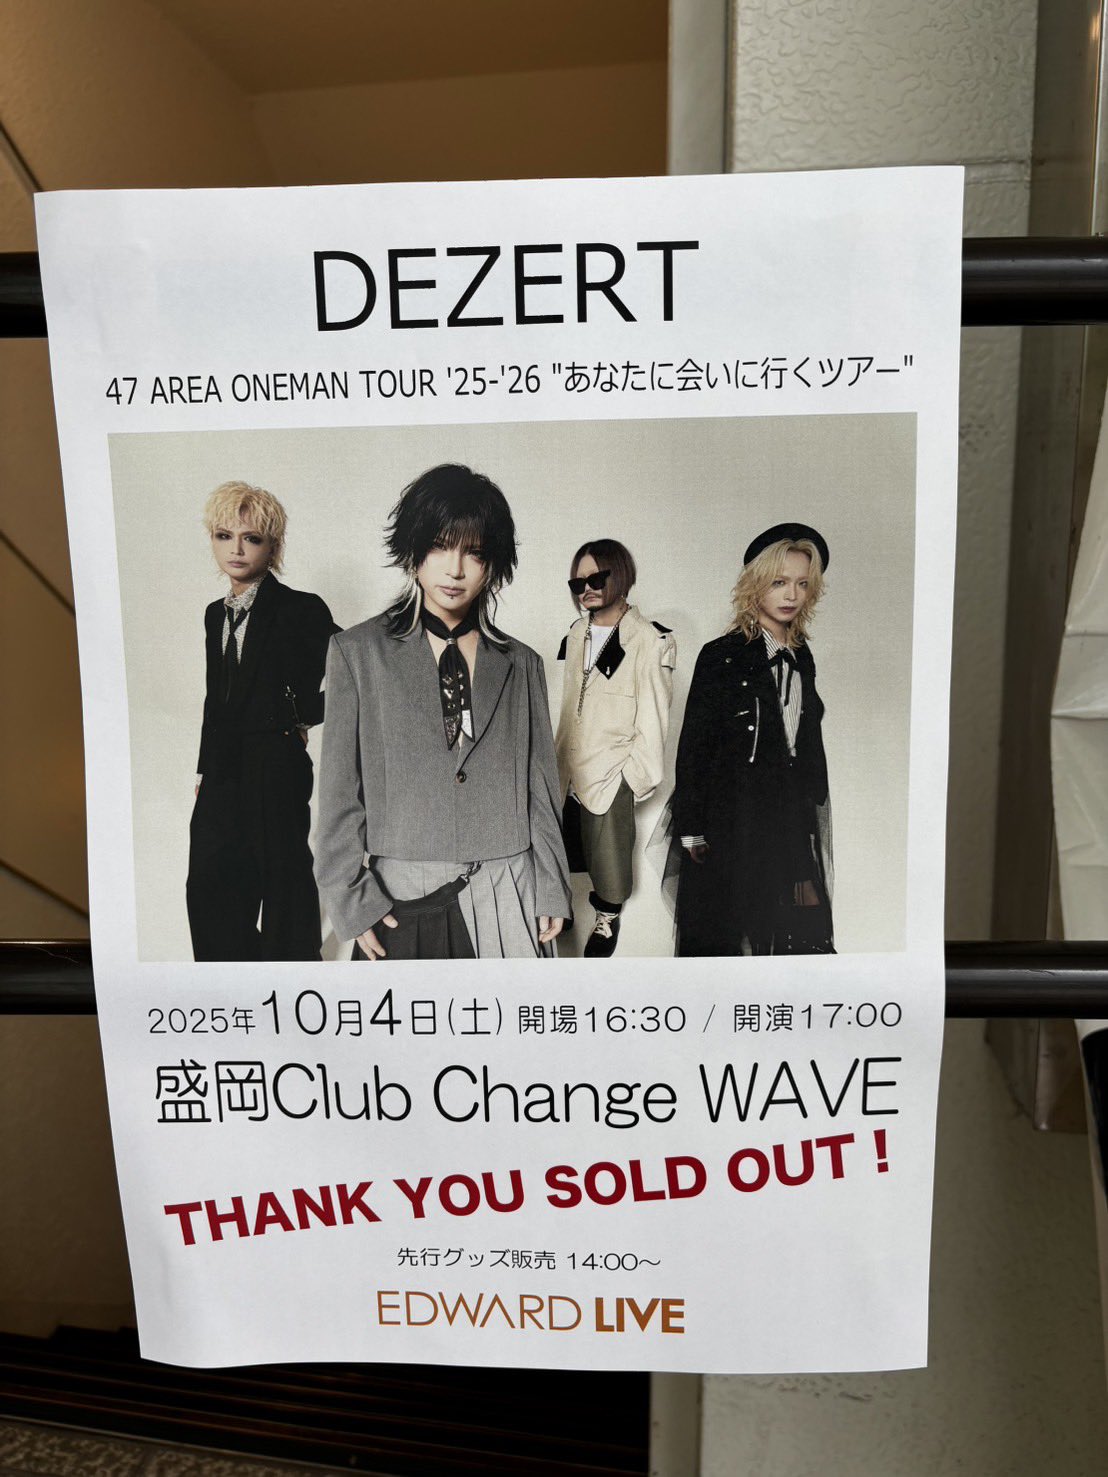 DEZERT
47 AREA ONEMAN TOUR '25-'26 "あなたに会いに行くツアー"
2025年10月4日(土) 開場16:30 / 開演17:00
盛岡Club Change WAVE
THANK YOU SOLD OUT !
先行グッズ販売 14:00〜
EDWARD LIVE